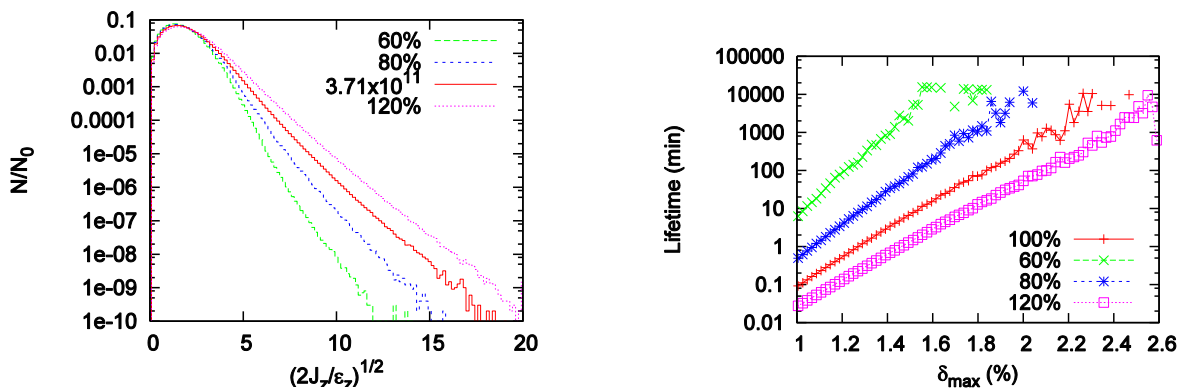 0.1
0.01
0.001
0.0001
1e-05
1e-06
1e-07
1e-08
1e-09
1e-10
N/N0
60%
80%
3.71x10^11
120%
0 5 10 15 20
(2Jz/εz)^1/2
100000
10000
1000
100
10
1
0.1
0.01
Lifetime (min)
100%
60%
80%
120%
1 1.2 1.4 1.6 1.8 2 2.2 2.4 2.6
δmax (%)